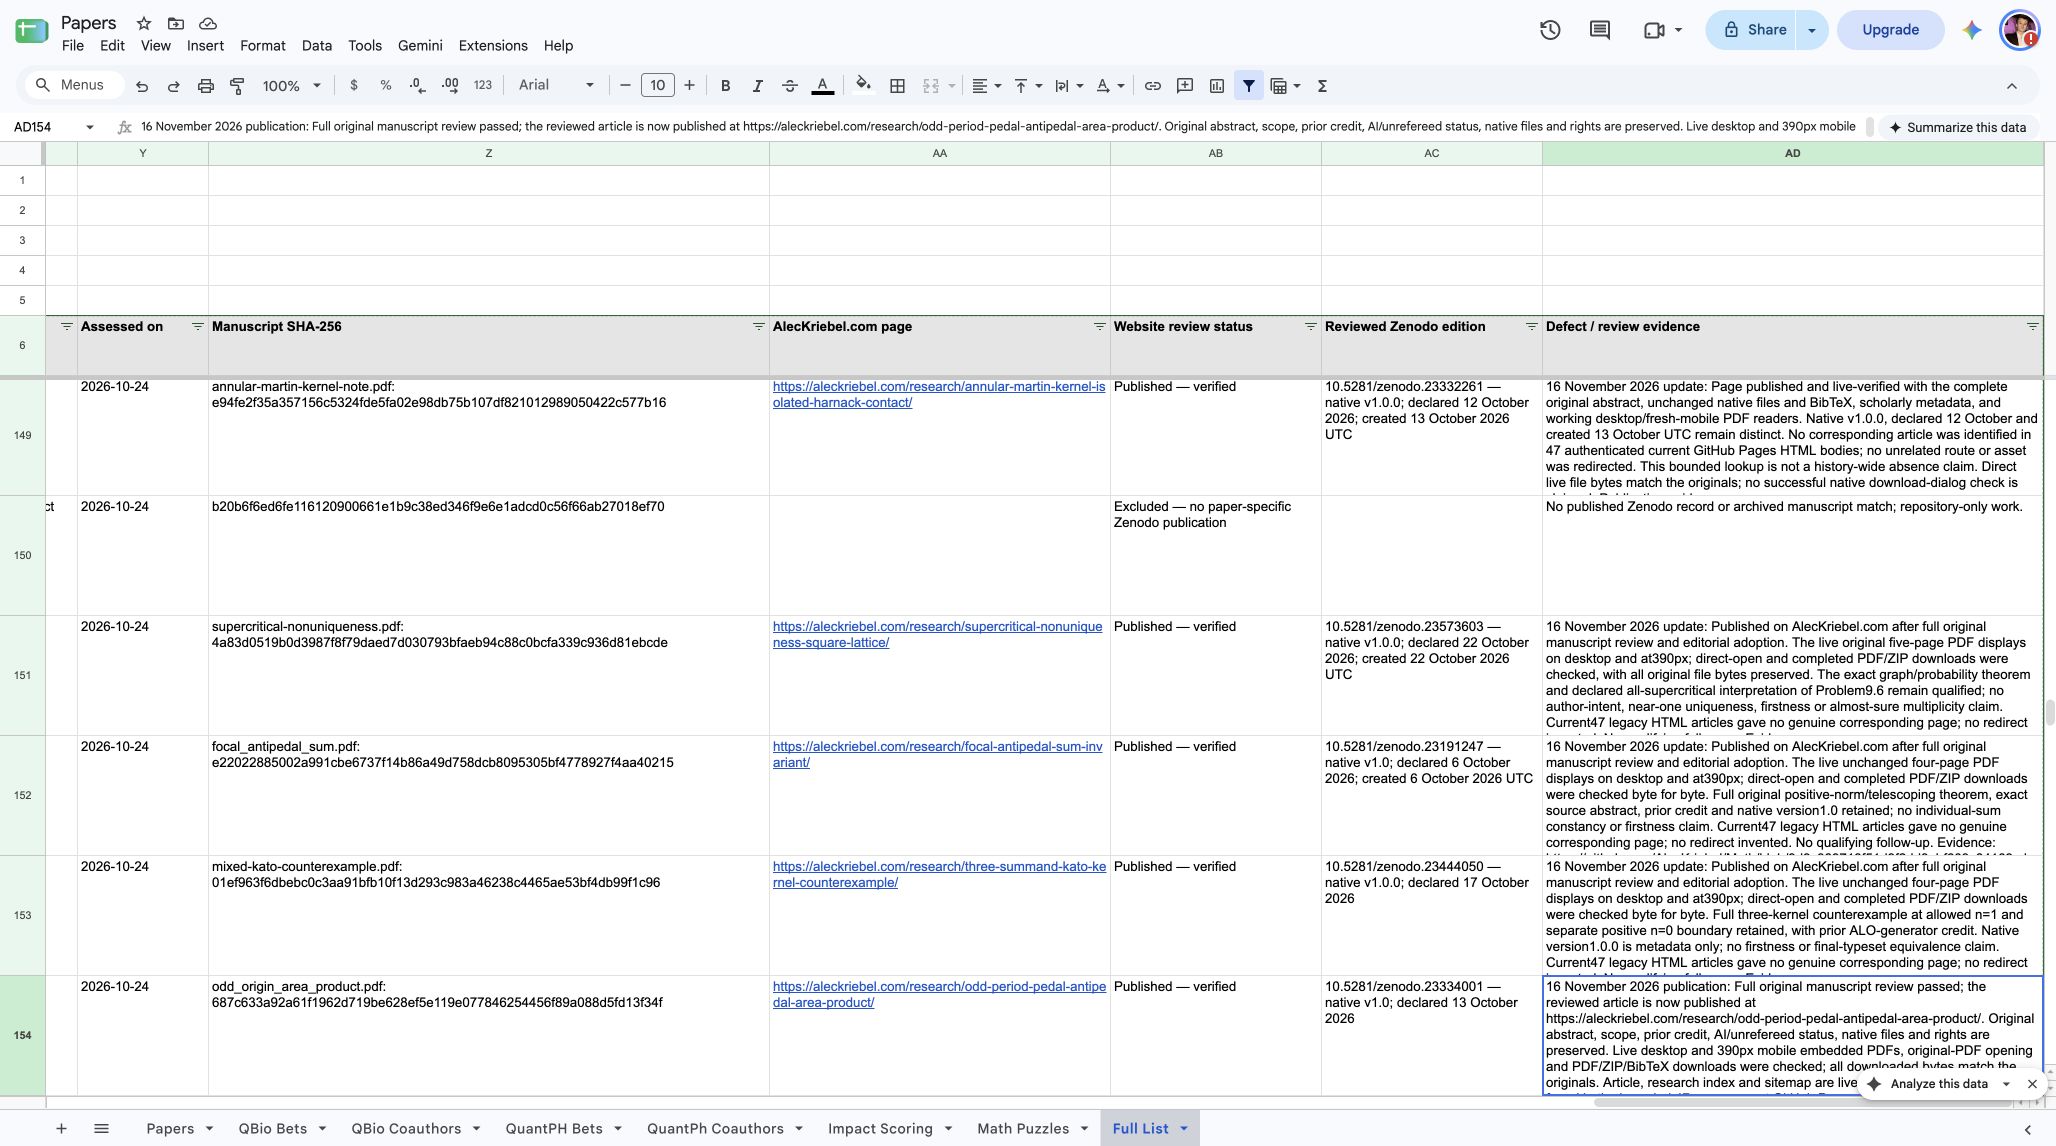 Papers
File Edit View Insert Format Data Tools Gemini Extensions Help
Share
Upgrade
Menus
100%
$ % .0 .00 123
Arial
10
B I A
Σ
AD154
fx 16 November 2026 publication: Full original manuscript review passed; the reviewed article is now published at https://aleckriebel.com/research/odd-period-pedal-antipedal-area-product/. Original abstract, scope, prior credit, AI/unrefereed status, native files and rights are preserved. Live desktop and 390px mobile
Summarize this data
Y Z AA AB AC AD
1
2
3
4
5
6
Assessed on
Manuscript SHA-256
AlecKriebel.com page
Website review status
Reviewed Zenodo edition
Defect / review evidence
149
2026-10-24
annular-martin-kernel-note.pdf:
e94fe2f35a357156c5324fde5fa02e98db75b107df821012989050422c577b16
https://aleckriebel.com/research/annular-martin-kernel-is
olated-harnack-contact/
Published — verified
10.5281/zenodo.23332261 —
native v1.0.0; declared 12 October
2026; created 13 October 2026
UTC
16 November 2026 update: Page published and live-verified with the complete
original abstract, unchanged native files and BibTeX, scholarly metadata, and
working desktop/fresh-mobile PDF readers. Native v1.0.0, declared 12 October and
created 13 October UTC remain distinct. No corresponding article was identified in
47 authenticated current GitHub Pages HTML bodies; no unrelated route or asset
was redirected. This bounded lookup is not a history-wide absence claim. Direct
live file bytes match the originals; no successful native download-dialog check is
150
ct
2026-10-24
b20b6f6ed6fe116120900661e1b9c38ed346f9e6e1adcd0c56f66ab27018ef70
Excluded — no paper-specific
Zenodo publication
No published Zenodo record or archived manuscript match; repository-only work.
151
2026-10-24
supercritical-nonuniqueness.pdf:
4a83d0519b0d3987f8f79daed7d030793bfaeb94c88c0bcfa339c936d81ebcde
https://aleckriebel.com/research/supercritical-nonunique
ness-square-lattice/
Published — verified
10.5281/zenodo.23573603 —
native v1.0.0; declared 22 October
2026; created 22 October 2026
UTC
16 November 2026 update: Published on AlecKriebel.com after full original
manuscript review and editorial adoption. The live original five-page PDF displays
on desktop and at390px; direct-open and completed PDF/ZIP downloads were
checked, with all original file bytes preserved. The exact graph/probability theorem
and declared all-supercritical interpretation of Problem9.6 remain qualified; no
author-intent, near-one uniqueness, firstness or almost-sure multiplicity claim.
Current47 legacy HTML articles gave no genuine corresponding page; no redirect
152
2026-10-24
focal_antipedal_sum.pdf:
e22022885002a991cbe6737f14b86a49d758dcb8095305bf4778927f4aa40215
https://aleckriebel.com/research/focal-antipedal-sum-inv
ariant/
Published — verified
10.5281/zenodo.23191247 —
native v1.0; declared 6 October
2026; created 6 October 2026 UTC
16 November 2026 update: Published on AlecKriebel.com after full original
manuscript review and editorial adoption. The live unchanged four-page PDF
displays on desktop and at390px; direct-open and completed PDF/ZIP downloads
were checked byte for byte. Full original positive-norm/telescoping theorem, exact
source abstract, prior credit and native version1.0 retained; no individual-sum
constancy or firstness claim. Current47 legacy HTML articles gave no genuine
corresponding page; no redirect invented. No qualifying follow-up. Evidence:
153
2026-10-24
mixed-kato-counterexample.pdf:
01ef963f6dbebc0c3aa91bfb10f13d293c983a46238c4465ae53bf4db99f1c96
https://aleckriebel.com/research/three-summand-kato-ke
rnel-counterexample/
Published — verified
10.5281/zenodo.23444050 —
native v1.0.0; declared 17 October
2026
16 November 2026 update: Published on AlecKriebel.com after full original
manuscript review and editorial adoption. The live unchanged four-page PDF
displays on desktop and at390px; direct-open and completed PDF/ZIP downloads
were checked byte for byte. Full three-kernel counterexample at allowed n=1 and
separate positive n=0 boundary retained, with prior ALO-generator credit. Native
version1.0.0 is metadata only; no firstness or final-typeset equivalence claim.
Current47 legacy HTML articles gave no genuine corresponding page; no redirect
154
2026-10-24
odd_origin_area_product.pdf:
687c633a92a61f1962d719be628ef5e119e077846254456f89a088d5fd13f34f
https://aleckriebel.com/research/odd-period-pedal-antipe
dal-area-product/
Published — verified
10.5281/zenodo.23334001 —
native v1.0; declared 13 October
2026
16 November 2026 publication: Full original manuscript review passed; the
reviewed article is now published at
https://aleckriebel.com/research/odd-period-pedal-antipedal-area-product/. Original
abstract, scope, prior credit, AI/unrefereed status, native files and rights are
preserved. Live desktop and 390px mobile embedded PDFs, original-PDF opening
and PDF/ZIP/BibTeX downloads were checked; all downloaded bytes match the
originals. Article, research index and sitemap are live
Analyze this data
Papers QBio Bets QBio Coauthors QuantPH Bets QuantPh Coauthors Impact Scoring Math Puzzles Full List